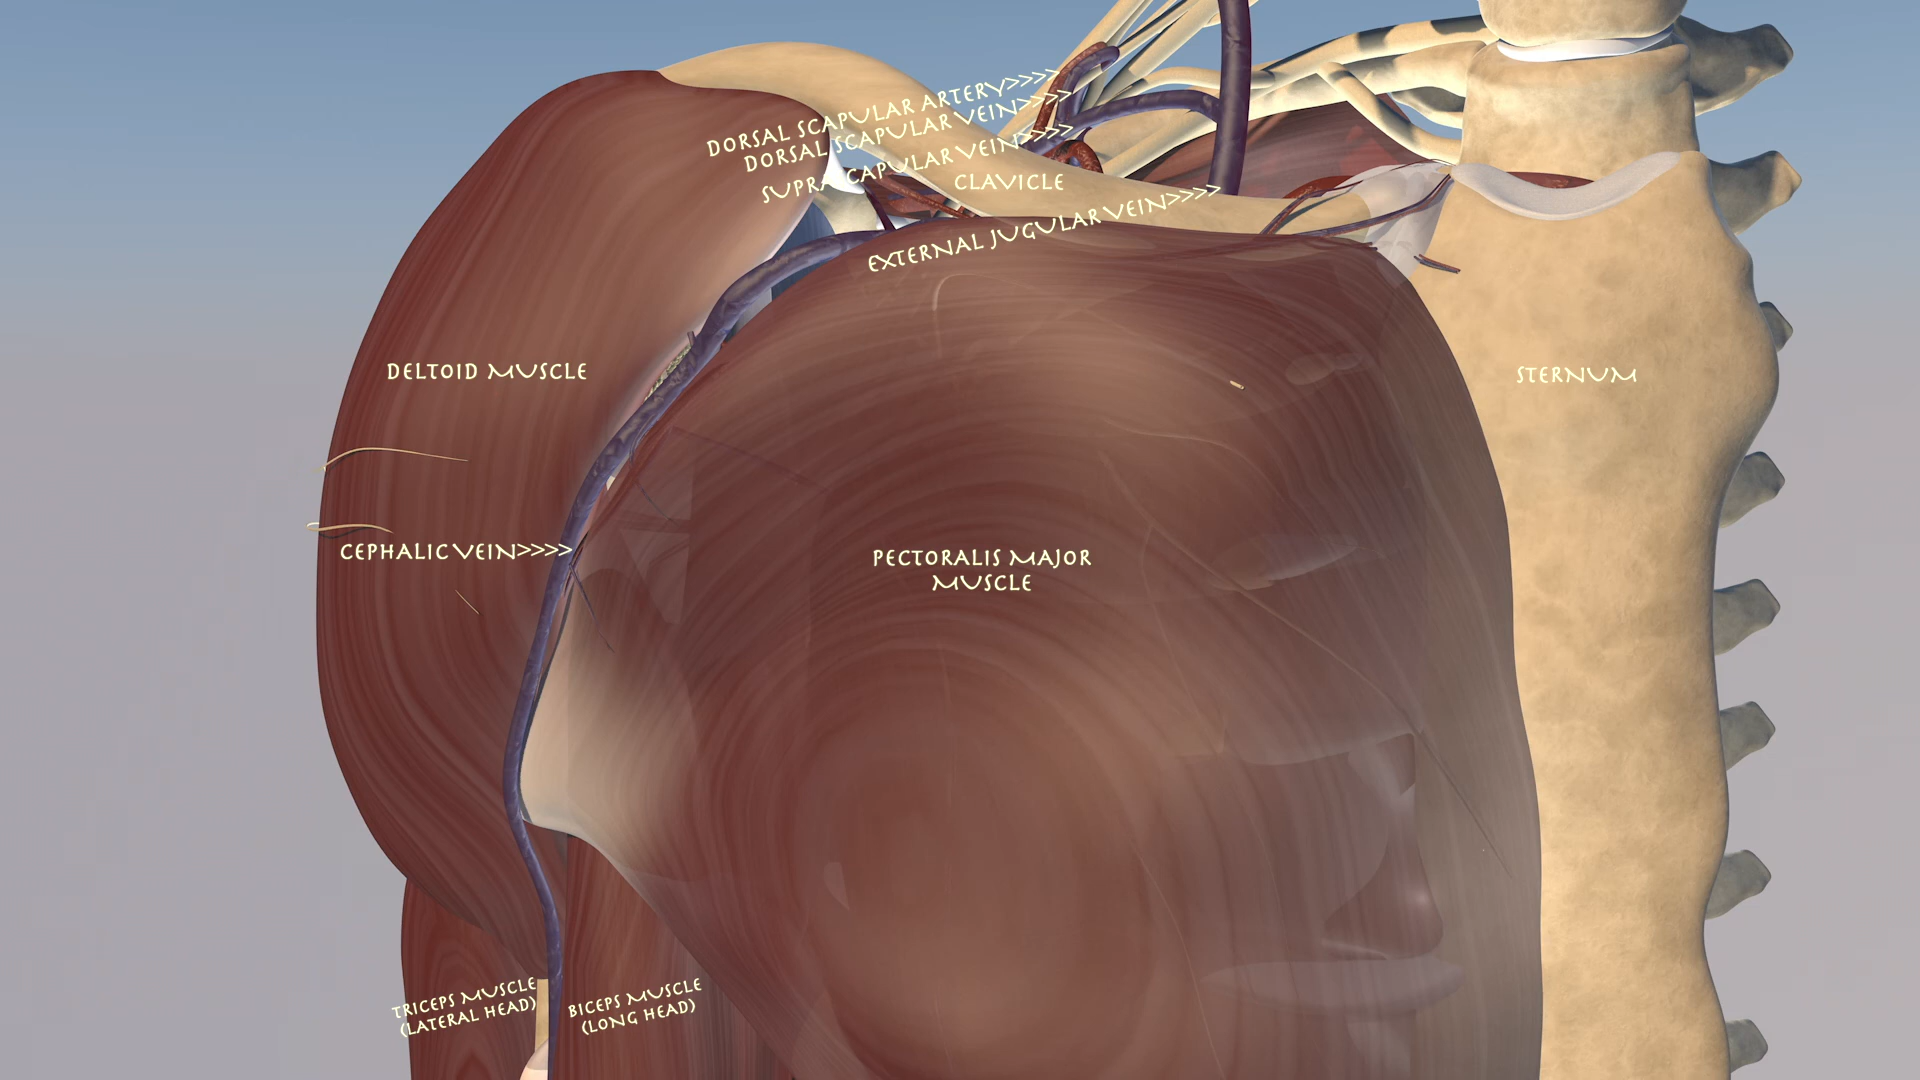 DORSAL SCAPULAR ARTERY>>>>
DORSAL SCAPULAR VEIN>>>>
SUPRASCAPULAR VEIN>>>>
CLAVICLE
EXTERNAL JUGULAR VEIN>>>>
DELTOID MUSCLE
STERNUM
CEPHALIC VEIN>>>>
PECTORALIS MAJOR
MUSCLE
TRICEPS MUSCLE
(LATERAL HEAD)
BICEPS MUSCLE
(LONG HEAD)